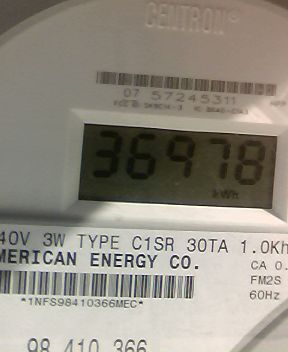 CENTRON®
07 57245311
36978
kWh
40V 3W TYPE C1SR 30TA 1.0Kh
MERICAN ENERGY CO.
CA 0.
*1NFS98410366MEC*
FM2S
60Hz
98 410 366